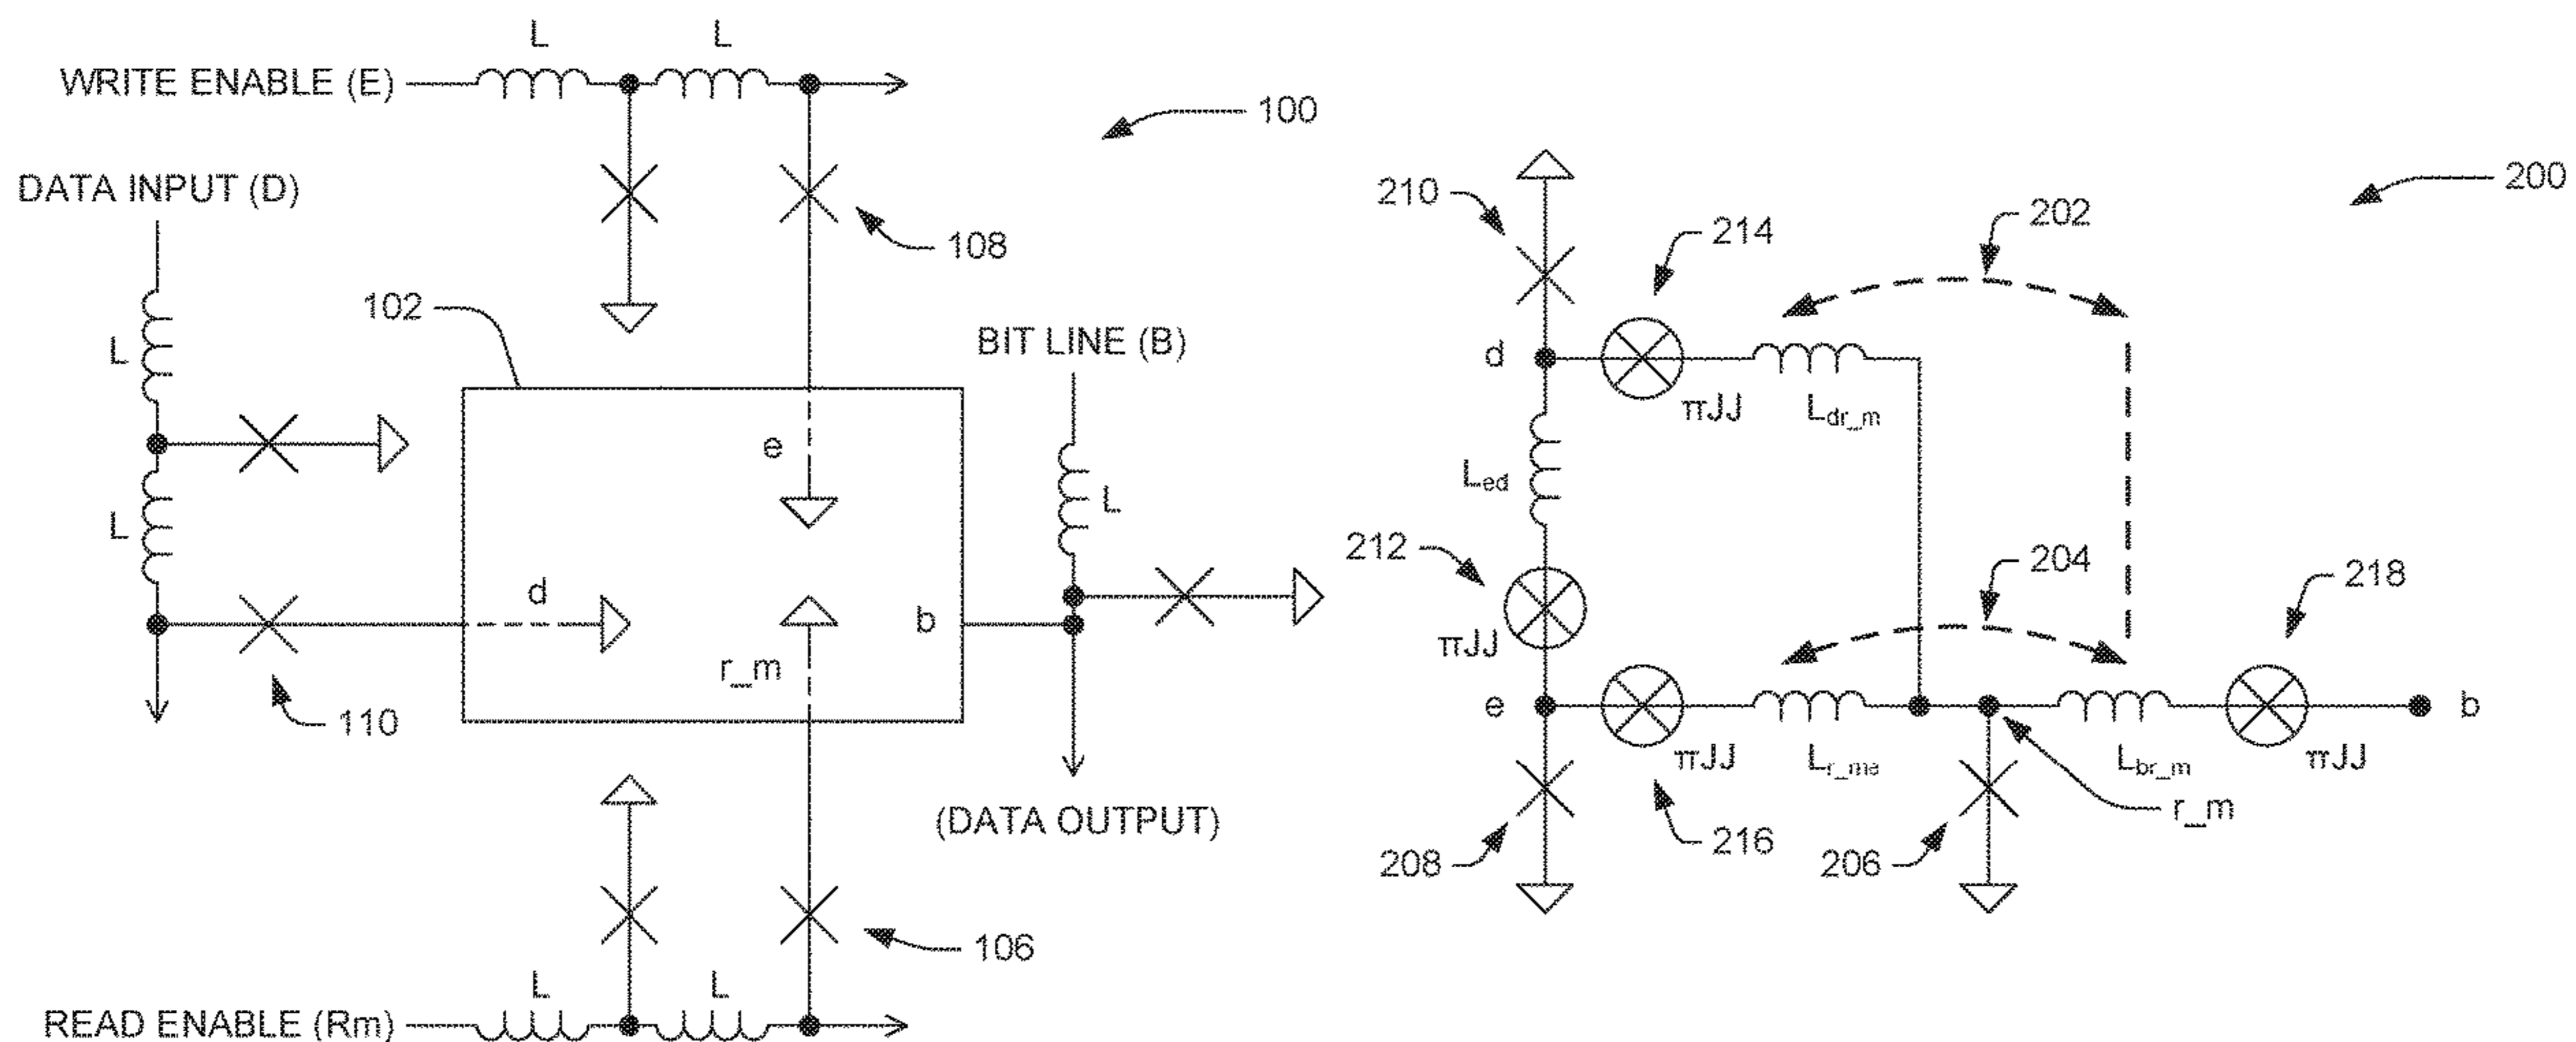 L
L
WRITE ENABLE (E)
100
DATA INPUT (D)
108
102
L
BIT LINE (B)
e
L
L
d
b
r_m
110
(DATA OUTPUT)
106
L
L
READ ENABLE (Rm)
200
210
214
202
d
πJJ
Ldr_m
Led
212
204
218
πJJ
e
b
πJJ
Lr_me
Lbr_m
πJJ
r_m
208
216
206